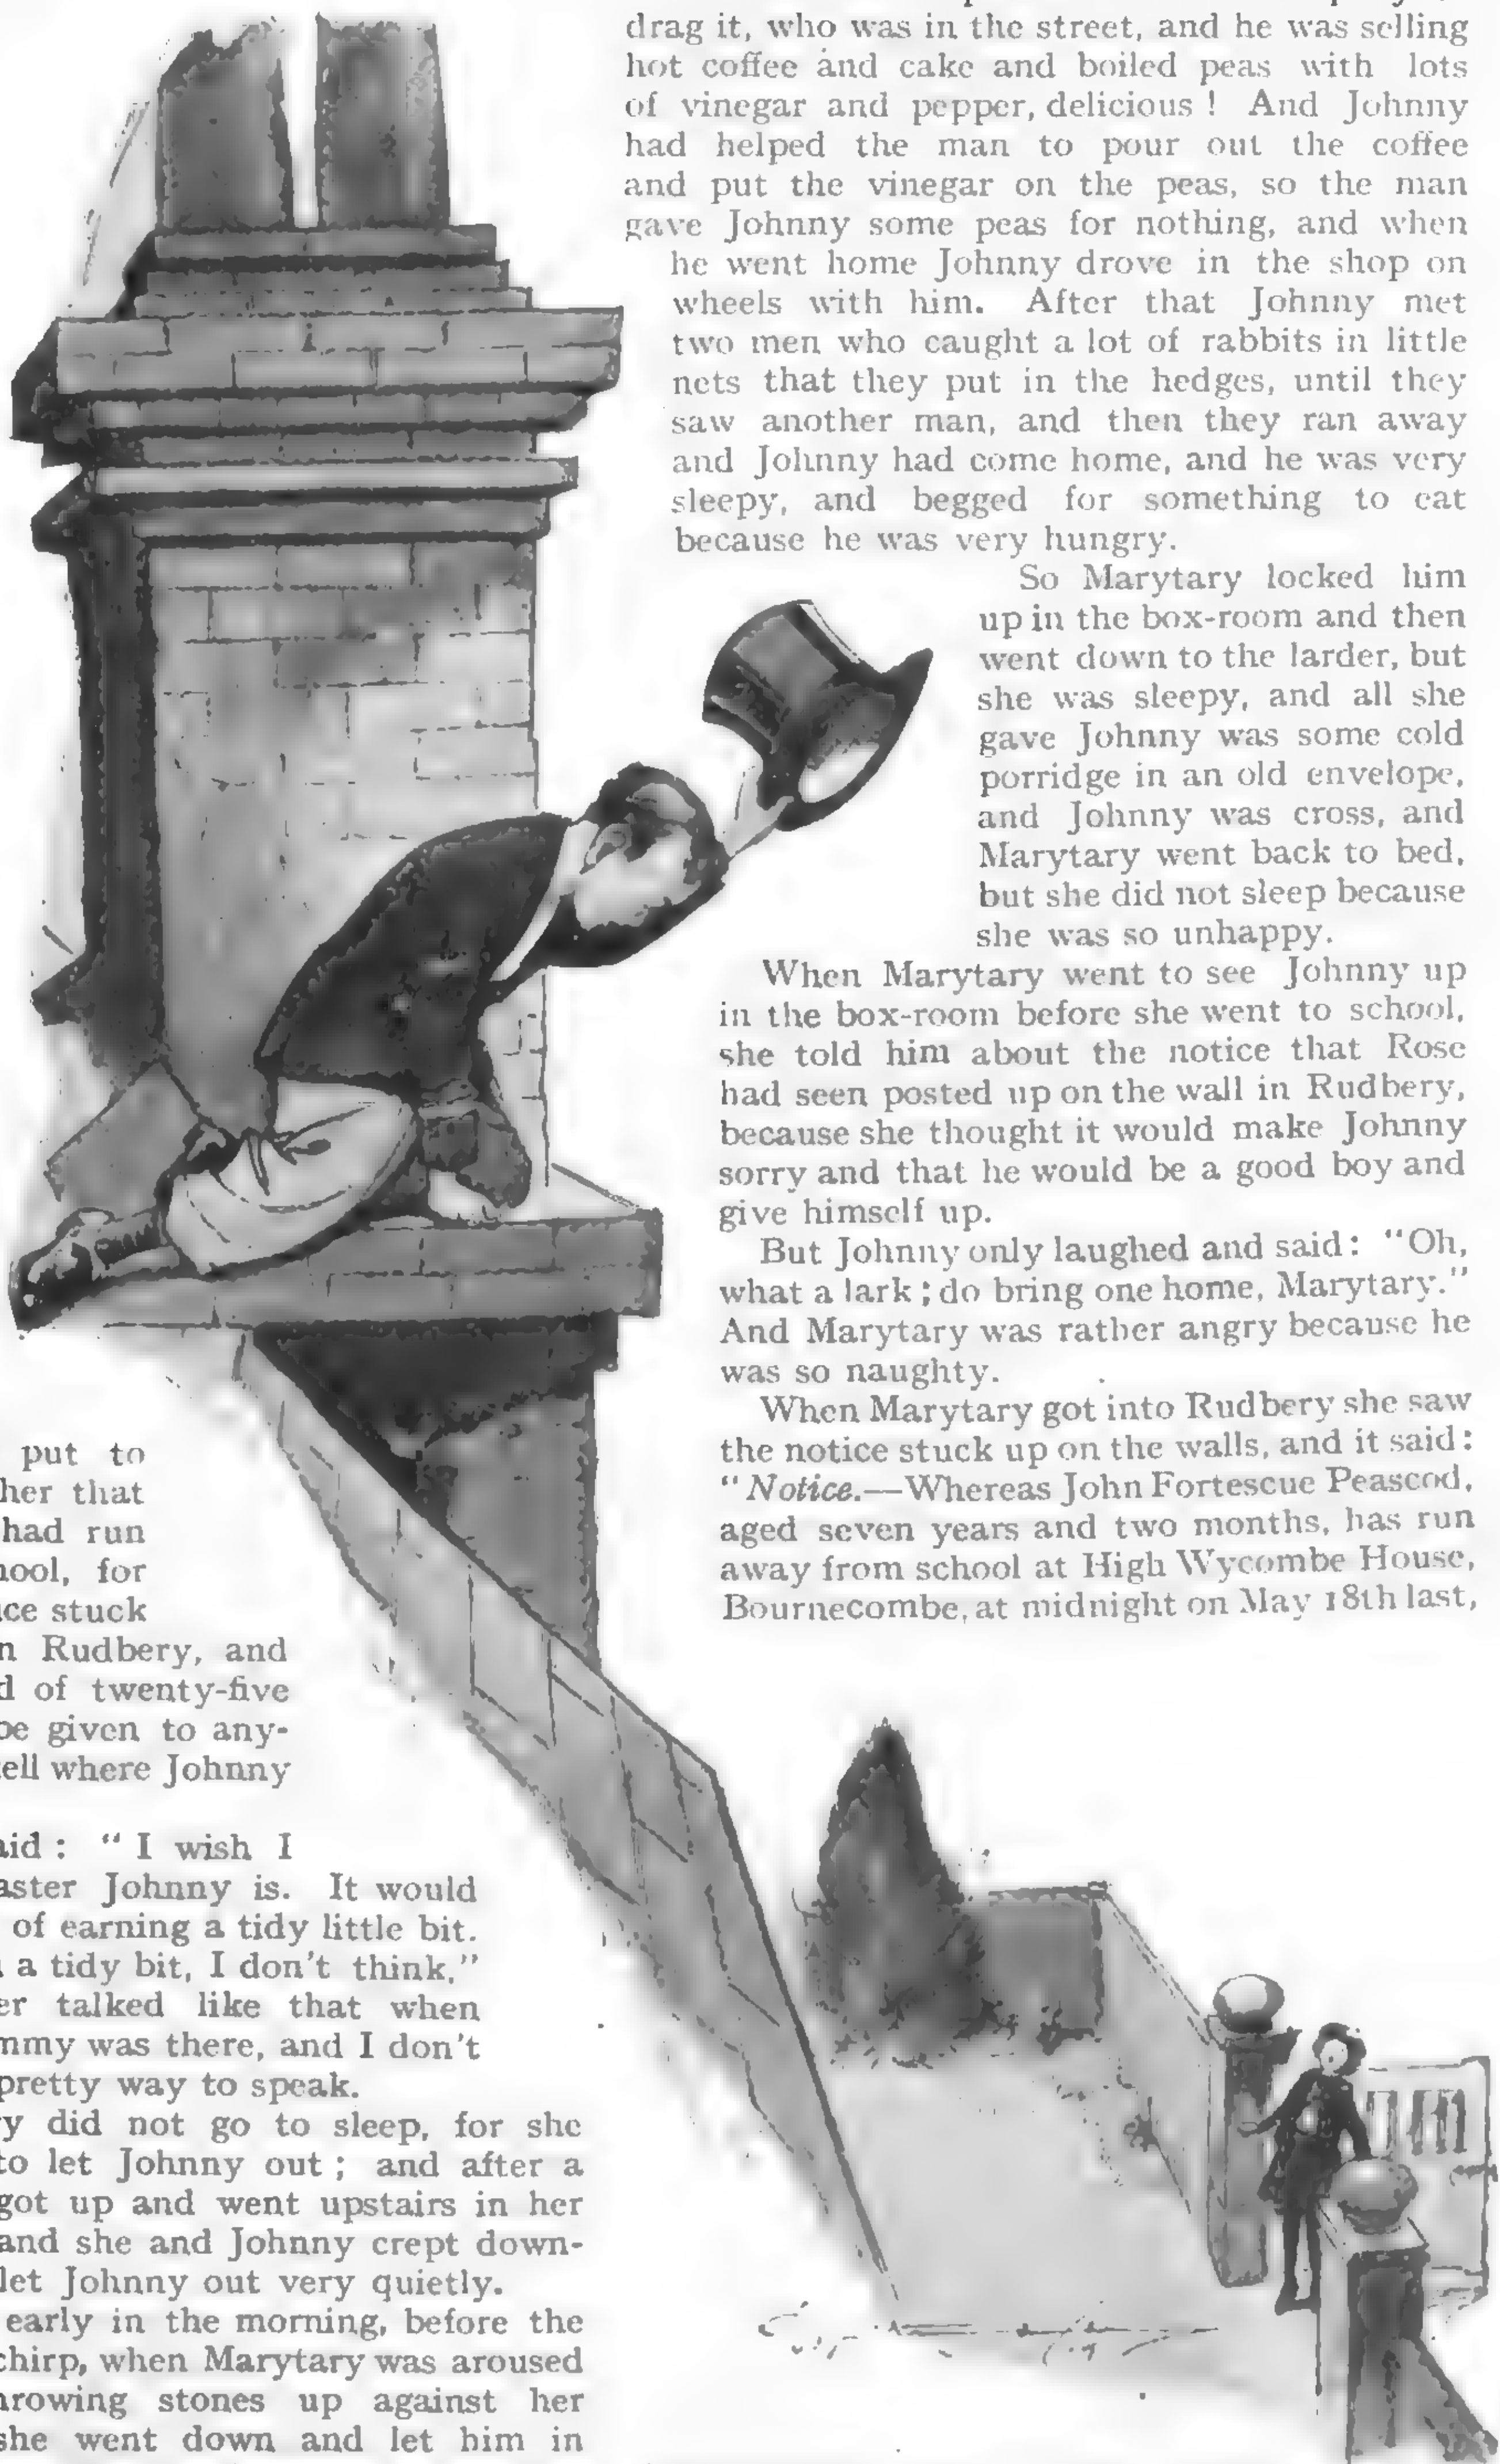 put to
her that
had run
ool, for
ce stuck
n Rudbery, and
d of twenty-five
be given to any-
ell where Johnny
aid : “ I wish I
aster Johnny is. It would
of earning a tidy little bit.
a tidy bit, I don't think,”
er talked like that when
mmy was there, and I don't
pretty way to speak.
y did not go to sleep, for she
to let Johnny out ; and after a
got up and went upstairs in her
and she and Johnny crept down-
let Johnny out very quietly.
early in the morning, before the
chirp, when Marytary was aroused
hrowing stones up against her
she went down and let him in
drag it, who was in the street, and he was selling
hot coffee and cake and boiled peas with lots
of vinegar and pepper, delicious ! And Johnny
had helped the man to pour out the coffee
and put the vinegar on the peas, so the man
gave Johnny some peas for nothing, and when
he went home Johnny drove in the shop on
wheels with him. After that Johnny met
two men who caught a lot of rabbits in little
nets that they put in the hedges, until they
saw another man, and then they ran away
and Johnny had come home, and he was very
sleepy, and begged for something to eat
because he was very hungry.
So Marytary locked him
up in the box-room and then
went down to the larder, but
she was sleepy, and all she
gave Johnny was some cold
porridge in an old envelope,
and Johnny was cross, and
Marytary went back to bed,
but she did not sleep because
she was so unhappy.
When Marytary went to see Johnny up
in the box-room before she went to school,
she told him about the notice that Rose
had seen posted up on the wall in Rudbery,
because she thought it would make Johnny
sorry and that he would be a good boy and
give himself up.
But Johnny only laughed and said: “Oh,
what a lark ; do bring one home, Marytary.”
And Marytary was rather angry because he
was so naughty.
When Marytary got into Rudbery she saw
the notice stuck up on the walls, and it said:
“Notice.—Whereas John Fortescue Peascod,
aged seven years and two months, has run
away from school at High Wycombe House,
Bournecombe, at midnight on May 18th last,